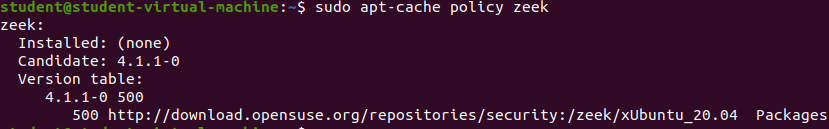 student@student-virtual-machine:~$ sudo apt-cache policy zeek
zeek:
  Installed: (none)
  Candidate: 4.1.1-0
  Version table:
     4.1.1-0 500
        500 http://download.opensuse.org/repositories/security:/zeek/xUbuntu_20.04  Packages